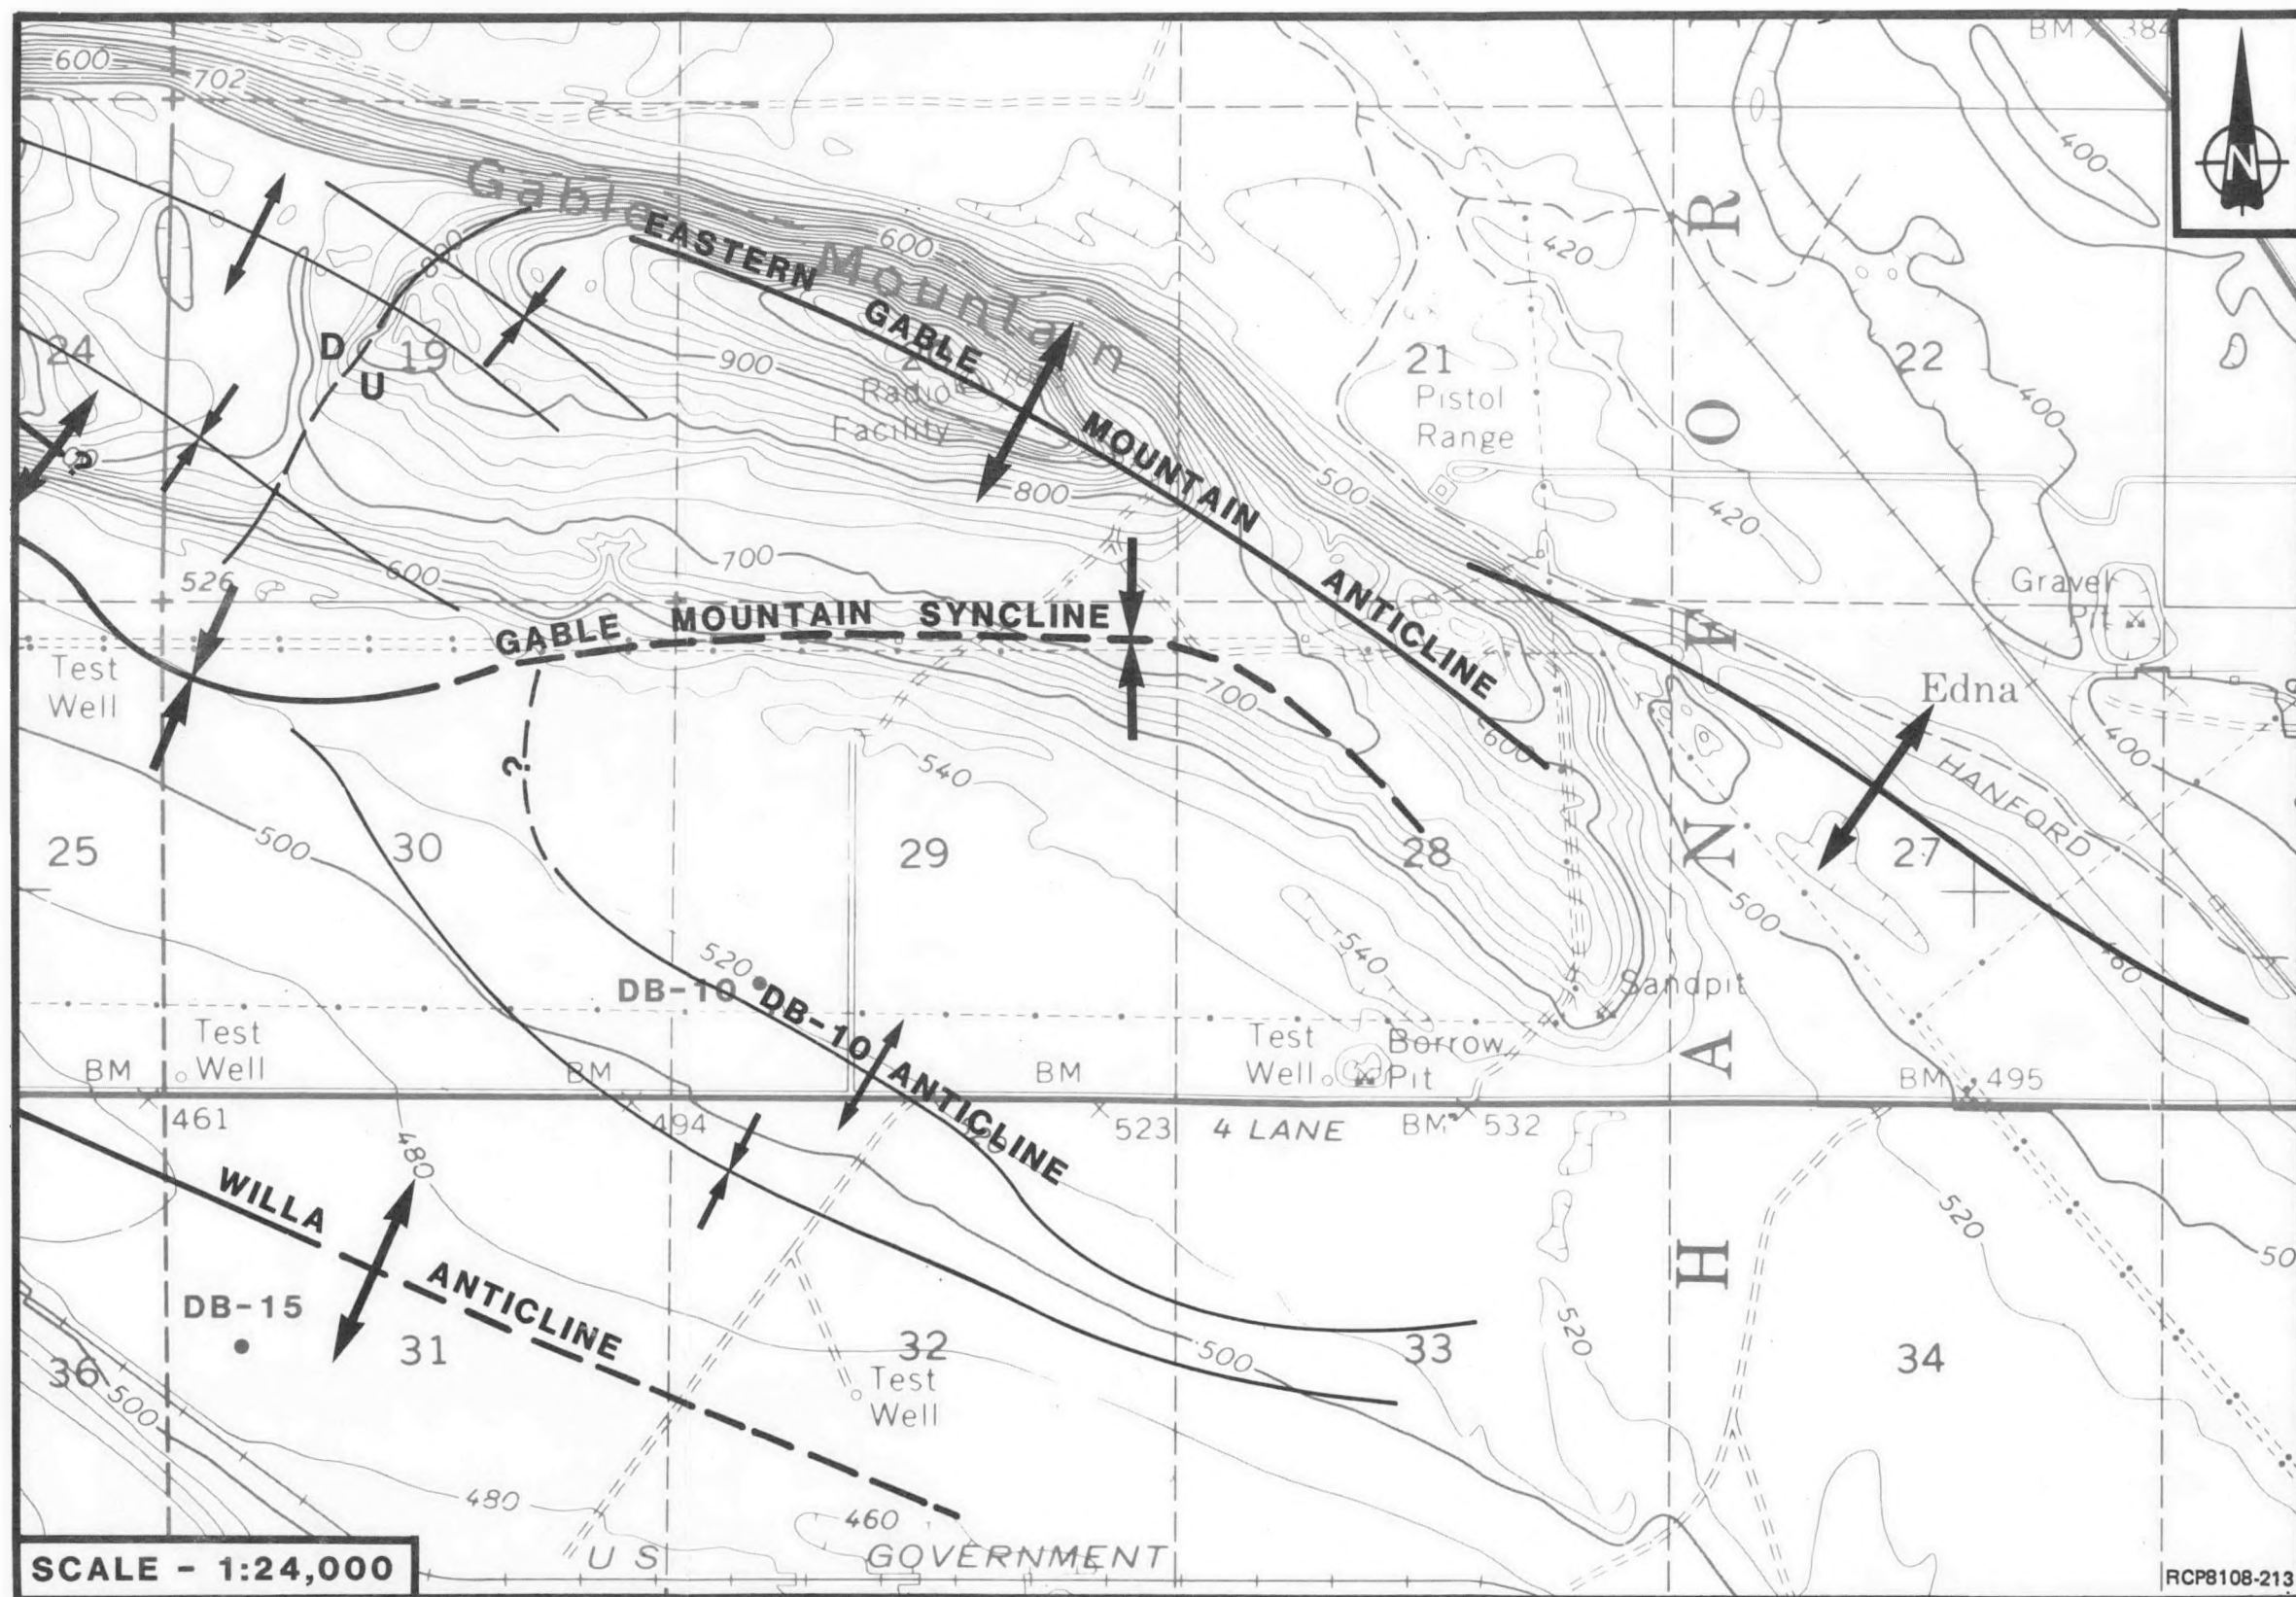 BM 384
600
702
N
Gable Mountain
600
EASTERN GABLE MOUNTAIN ANTICLINE
420
24
D
19
U
900
21
22
400
400
Radio
Facility
Pistol
Range
?
800
500
420
526
600
700
Gravel
Pit
GABLE MOUNTAIN SYNCLINE
Test
Well
700
Edna
600
400
?
540
HANFORD
25
500
30
29
28
27
500
520
DB-10
DB-10 ANTICLINE
540
460
Sandpit
Test
Well
BM
BM
BM
Test
Well
Borrow
Pit
BM 495
461
494
523
4 LANE
BM 532
480
WILLA ANTICLINE
520
500
DB-15
31
32
33
34
36
500
500
520
Test
Well
480
460
HANFORT
U S GOVERNMENT
SCALE - 1:24,000
RCP8108-213